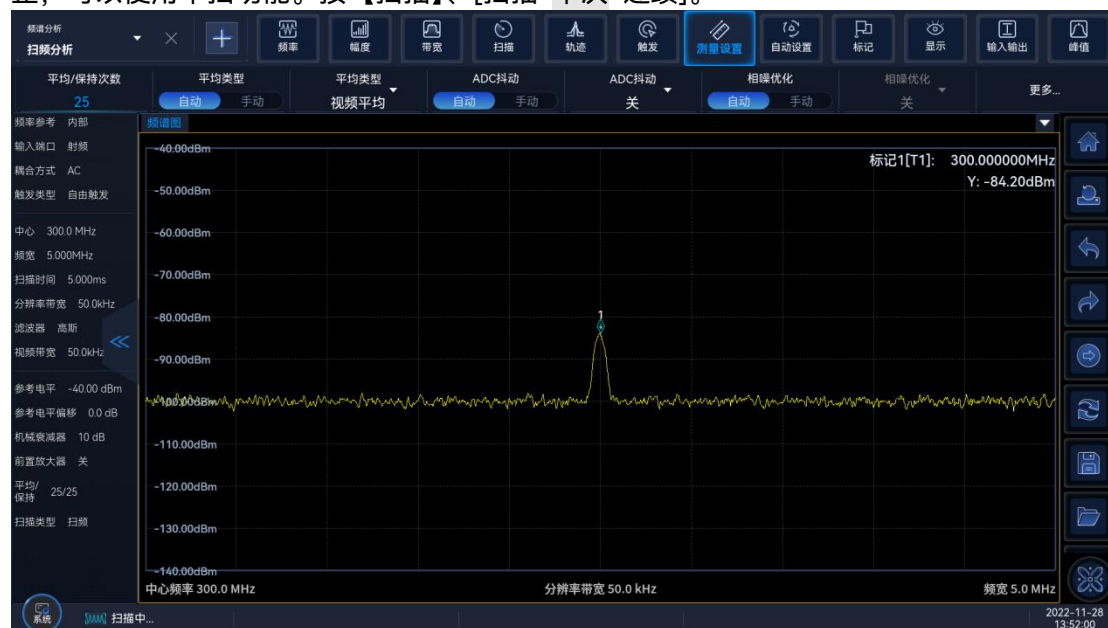 频谱分析
扫频分析
频率
幅度
带宽
扫描
轨迹
触发
测量设置
自动设置
标记
显示
输入输出
峰值
平均/保持次数
25
平均类型
自动 手动
平均类型
视频平均
ADC抖动
自动 手动
ADC抖动
关
相噪优化
自动 手动
相噪优化
关
更多...
频率参考 内部
输入端口 射频
耦合方式 AC
触发类型 自由触发
中心 300.0 MHz
频宽 5.000MHz
扫描时间 5.000ms
分辨率带宽 50.0kHz
滤波器 高斯
视频带宽 50.0kHz
参考电平 -40.00 dBm
参考电平偏移 0.0 dB
机械衰减器 10 dB
前置放大器 关
平均/
保持 25/25
扫描类型 扫频
频谱图
标记1[T1]: 300.000000MHz
Y: -84.20dBm
-40.00dBm
-50.00dBm
-60.00dBm
-70.00dBm
-80.00dBm
1
-90.00dBm
-100.00dBm
-110.00dBm
-120.00dBm
-130.00dBm
-140.00dBm
中心频率 300.0 MHz
分辨率带宽 50.0 kHz
频宽 5.0 MHz
系统
扫描中...
2022-11-28
13:52:00